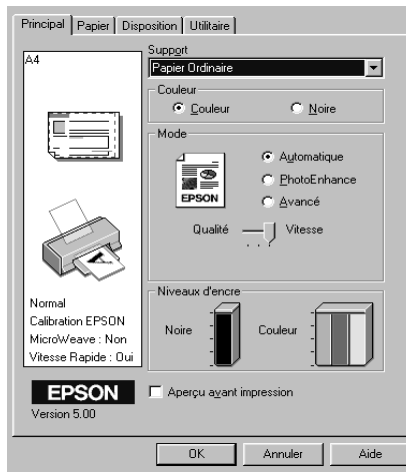 Principal Papier Disposition Utilitaire
A4
Support
Papier Ordinaire
Couleur
Couleur Noire
Mode
EPSON
Automatique
PhotoEnhance
Avancé
Qualité Vitesse
Niveaux d'encre
Noire Couleur
Normal
Calibration EPSON
MicroWeave : Non
Vitesse Rapide : Oui
EPSON
Version 5.00
Aperçu avant impression
OK Annuler Aide